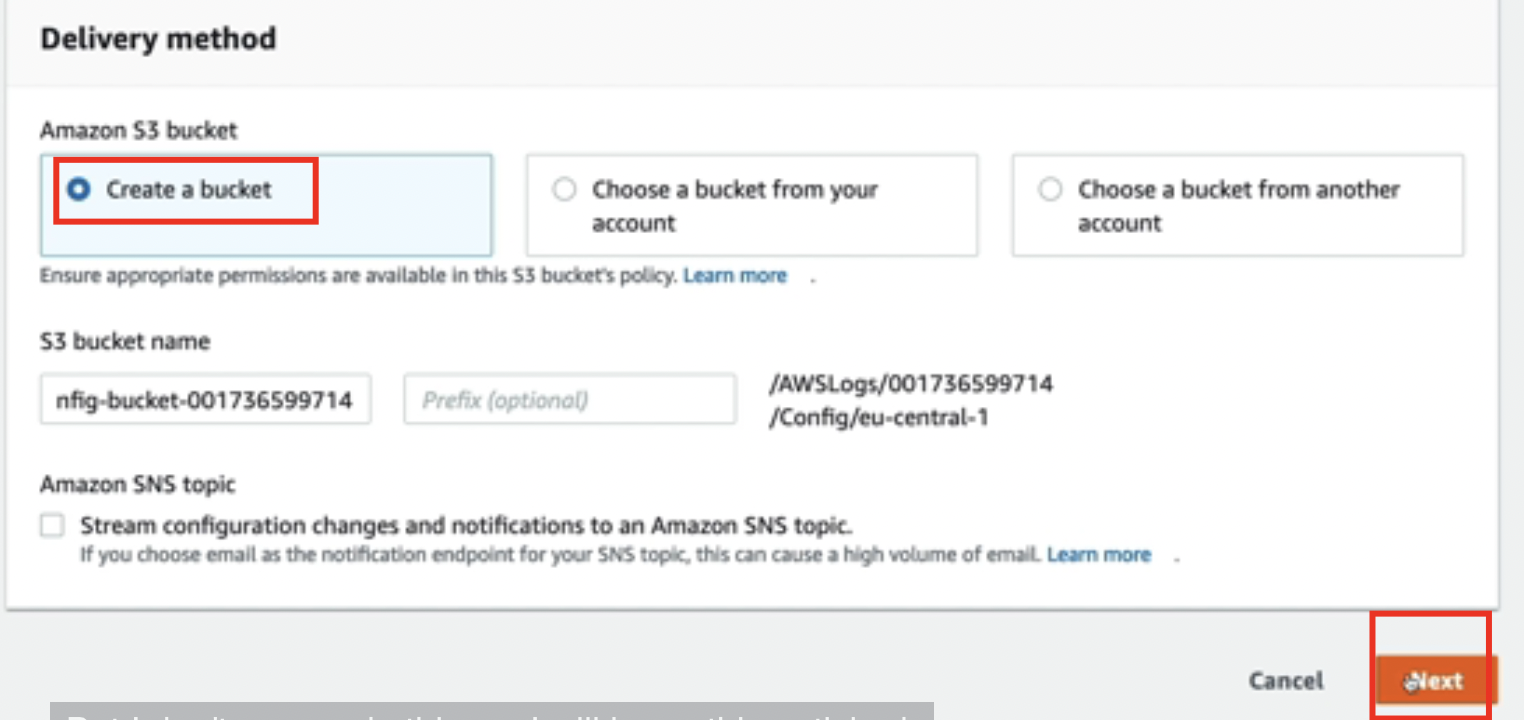 Delivery method
Amazon S3 bucket
Create a bucket
Choose a bucket from your
account
Choose a bucket from another
account
Ensure appropriate permissions are available in this S3 bucket's policy. Learn more .
S3 bucket name
nfig-bucket-001736599714
Prefix (optional)
/AWSLogs/001736599714
/Config/eu-central-1
Amazon SNS topic
Stream configuration changes and notifications to an Amazon SNS topic.
If you choose email as the notification endpoint for your SNS topic, this can cause a high volume of email. Learn more .
Cancel
Next